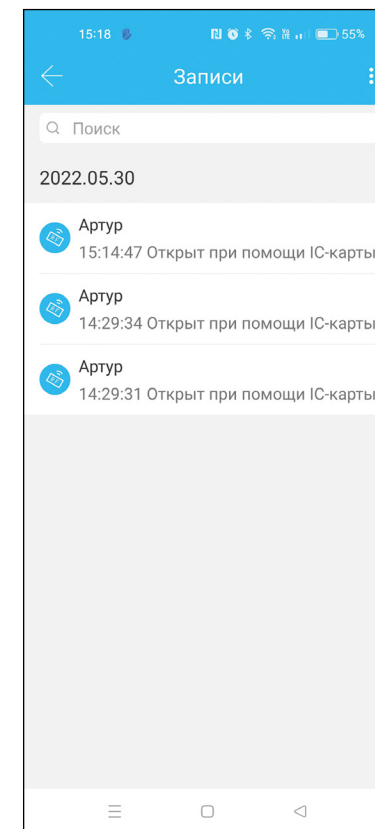 15:18 55%
Записи
Поиск
2022.05.30
Артур
15:14:47 Открыт при помощи IC-карты
Артур
14:29:34 Открыт при помощи IC-карты
Артур
14:29:31 Открыт при помощи IC-карты